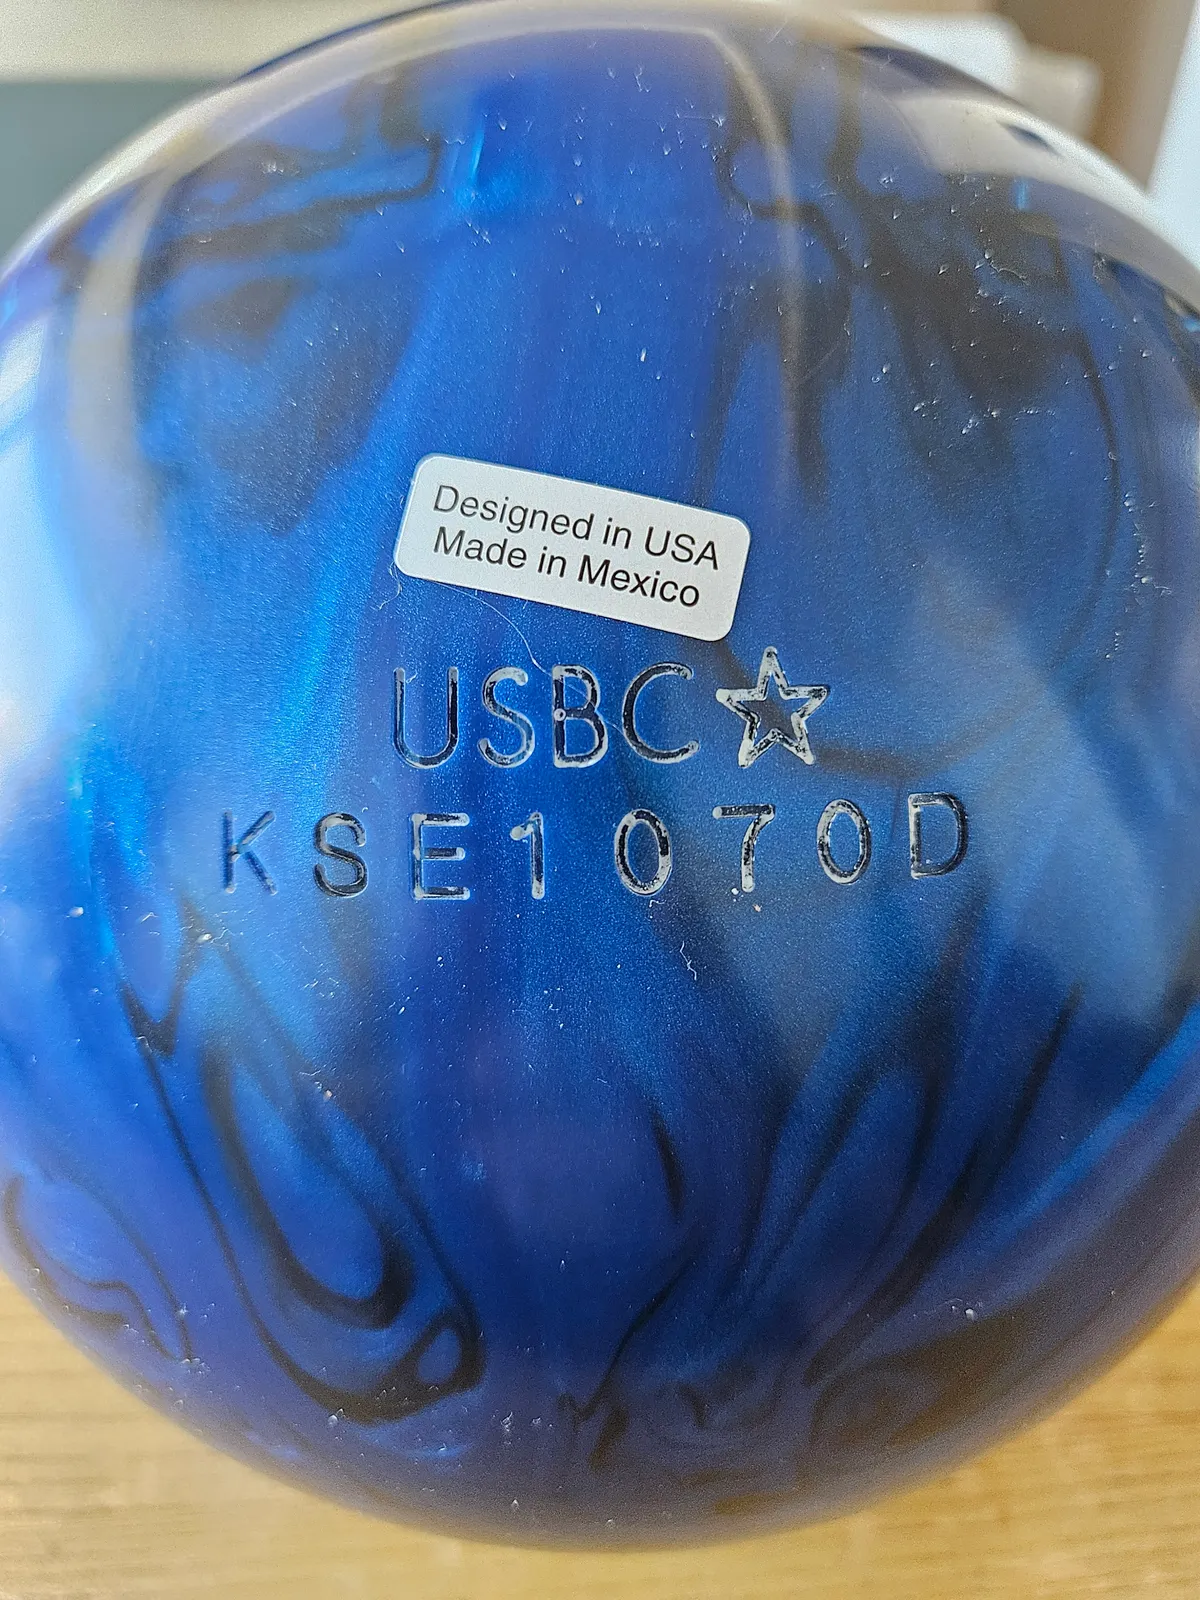 Designed in USA
Made in Mexico
USBC☆
KSE1070D